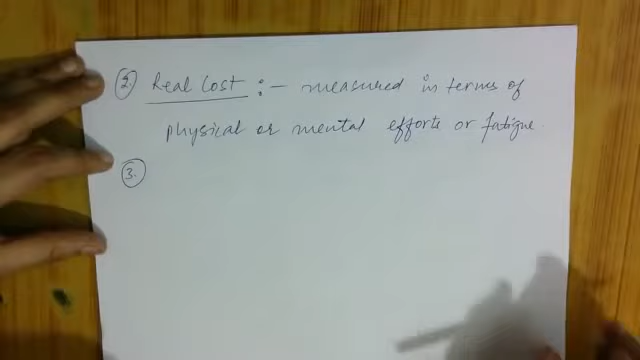 (2) Real Cost :- measured in terms of
physical or mental efforts or fatigue.
(3.)